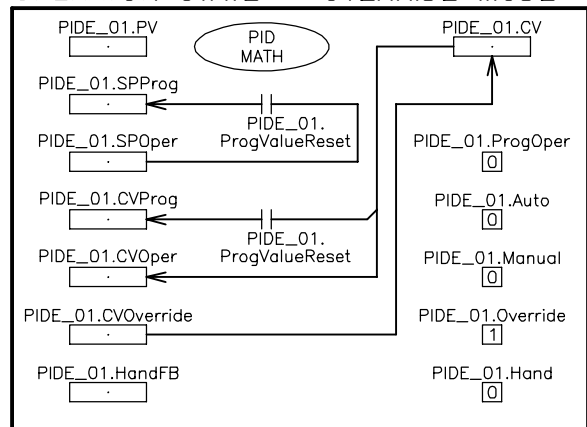 PIDE_01.PV
PID
MATH
PIDE_01.CV
PIDE_01.SPProg
PIDE_01.
ProgValueReset
PIDE_01.SPOper
PIDE_01.ProgOper
0
PIDE_01.CVProg
PIDE_01.Auto
0
PIDE_01.
ProgValueReset
PIDE_01.CVOper
PIDE_01.Manual
0
PIDE_01.CVOverride
PIDE_01.Override
1
PIDE_01.HandFB
PIDE_01.Hand
0